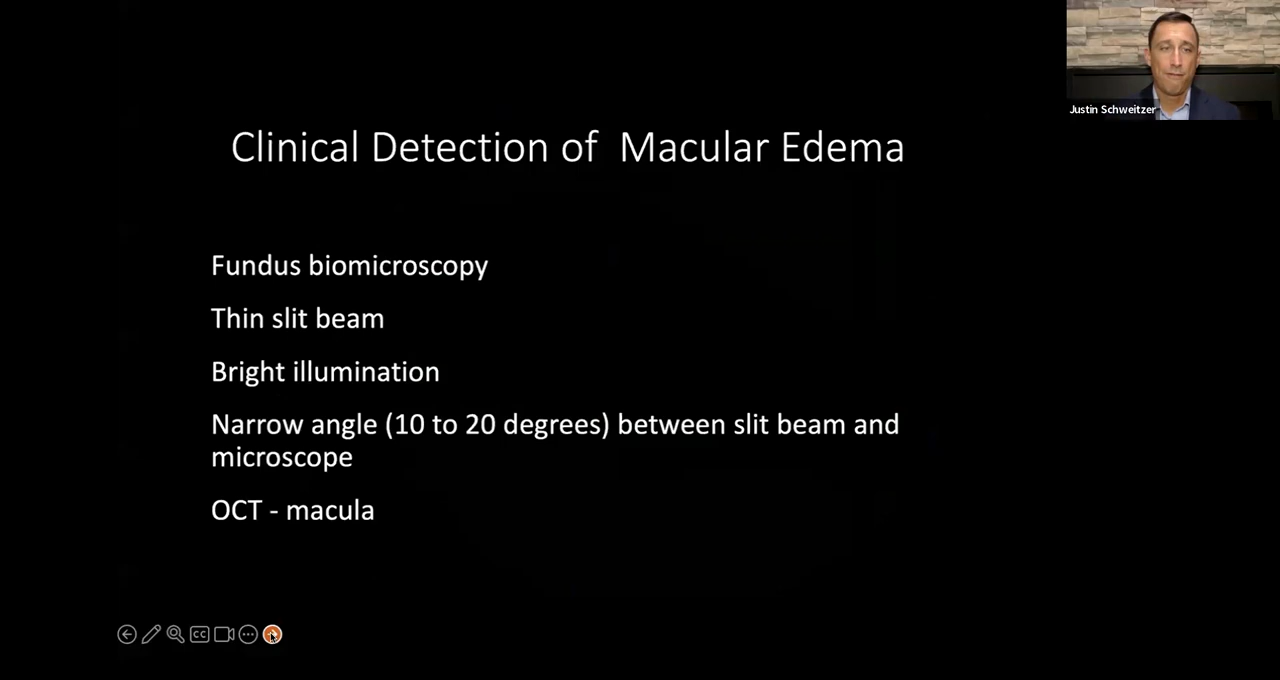 Justin Schweitzer
Clinical Detection of Macular Edema
Fundus biomicroscopy
Thin slit beam
Bright illumination
Narrow angle (10 to 20 degrees) between slit beam and
microscope
OCT - macula
CC